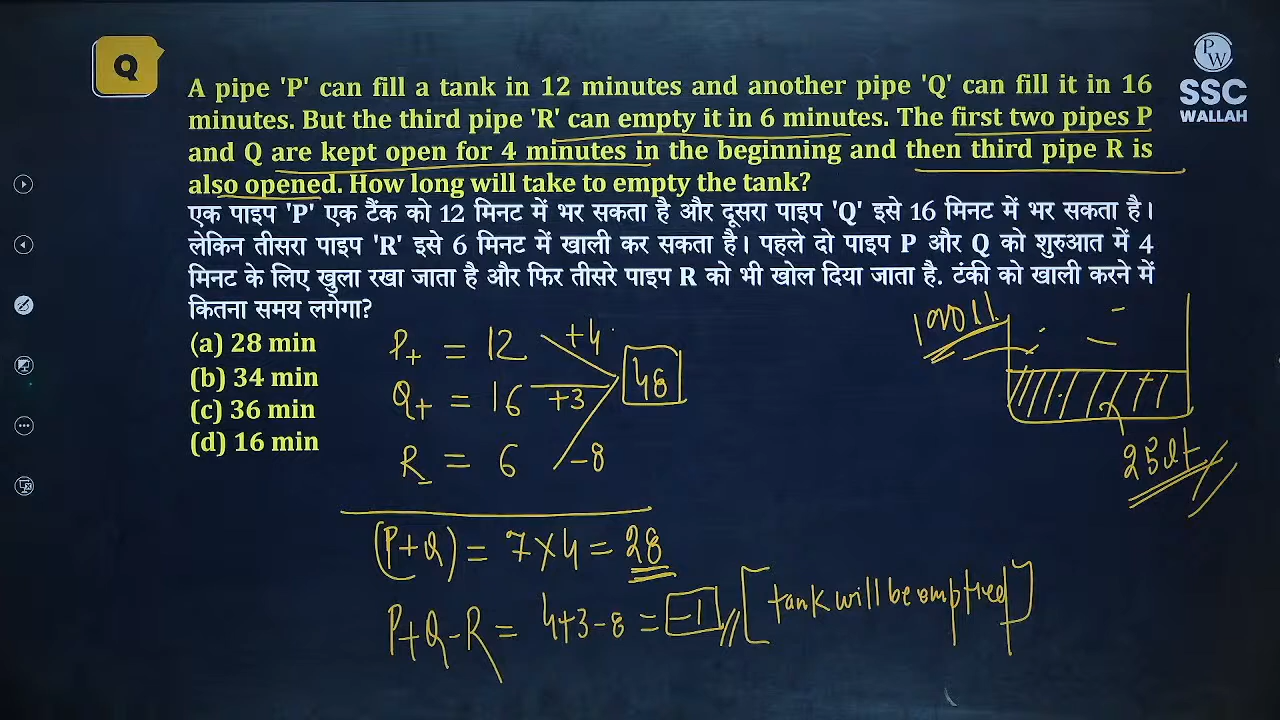 Q
PW
SSC
WALLAH
A pipe 'P' can fill a tank in 12 minutes and another pipe 'Q' can fill it in 16
minutes. But the third pipe 'R' can empty it in 6 minutes. The first two pipes P
and Q are kept open for 4 minutes in the beginning and then third pipe R is
also opened. How long will take to empty the tank?
एक पाइप 'P' एक टैंक को 12 मिनट में भर सकता है और दूसरा पाइप 'Q' इसे 16 मिनट में भर सकता है।
लेकिन तीसरा पाइप 'R' इसे 6 मिनट में खाली कर सकता है। पहले दो पाइप P और Q को शुरुआत में 4
मिनट के लिए खुला रखा जाता है और फिर तीसरे पाइप R को भी खोल दिया जाता है. टंकी को खाली करने में
कितना समय लगेगा?
(a) 28 min
(b) 34 min
(c) 36 min
(d) 16 min
P+ = 12 +4
Q+ = 16 +3 48
R = 6 -8
(P+Q) = 7×4 = 28
P+Q-R = 4+3-8 = -1 [tank will be emptied]